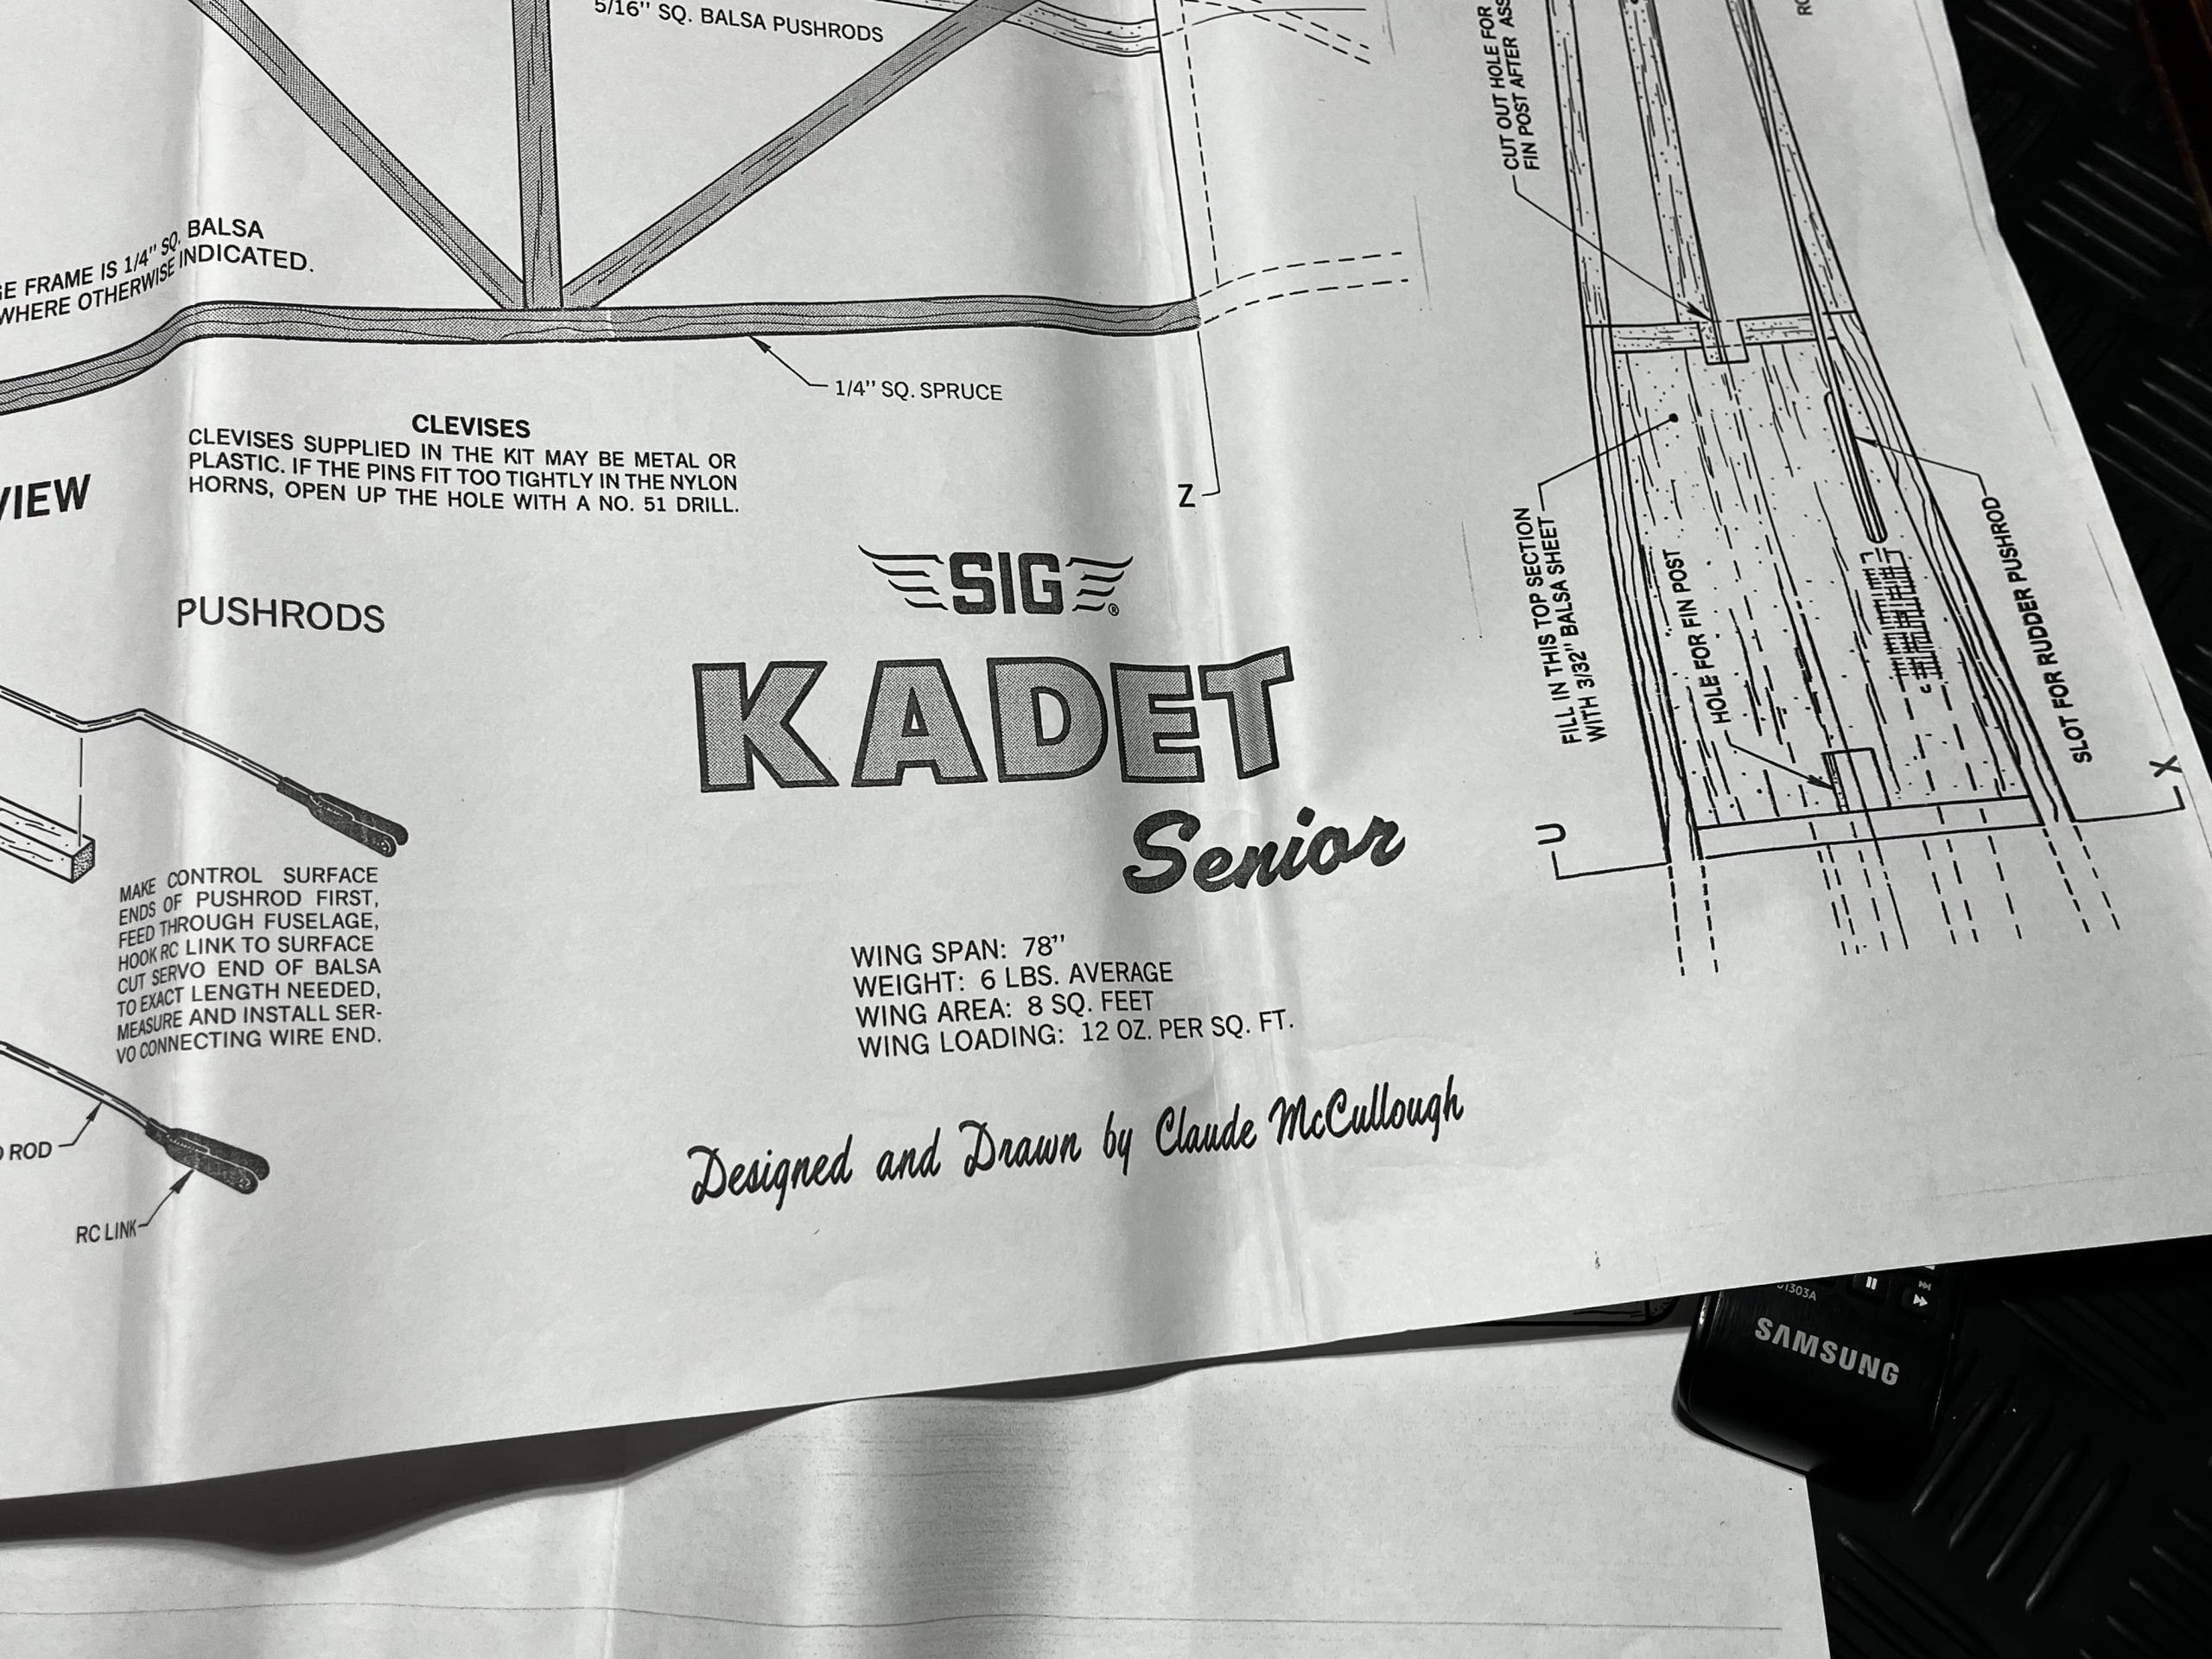 5/16" SQ. BALSA PUSHRODS
FRAME IS 1/4" SQ. BALSA
WHERE OTHERWISE INDICATED.
1/4" SQ. SPRUCE
CLEVISES
CLEVISES SUPPLIED IN THE KIT MAY BE METAL OR
PLASTIC. IF THE PINS FIT TOO TIGHTLY IN THE NYLON
HORNS, OPEN UP THE HOLE WITH A NO. 51 DRILL.
Z
VIEW
PUSHRODS
MAKE CONTROL SURFACE
ENDS OF PUSHROD FIRST,
FEED THROUGH FUSELAGE,
HOOK RC LINK TO SURFACE
CUT SERVO END OF BALSA
TO EXACT LENGTH NEEDED,
MEASURE AND INSTALL SER-
VO CONNECTING WIRE END.
ROD
RC LINK
SIG®
KADET
Senior
WING SPAN: 78"
WEIGHT: 6 LBS. AVERAGE
WING AREA: 8 SQ. FEET
WING LOADING: 12 OZ. PER SQ. FT.
Designed and Drawn by Claude McCullough
CUT OUT HOLE FOR
FIN POST AFTER ASS
FILL IN THIS TOP SECTION
WITH 3/32" BALSA SHEET
HOLE FOR FIN POST
SLOT FOR RUDDER PUSHROD
U
X
SAMSUNG